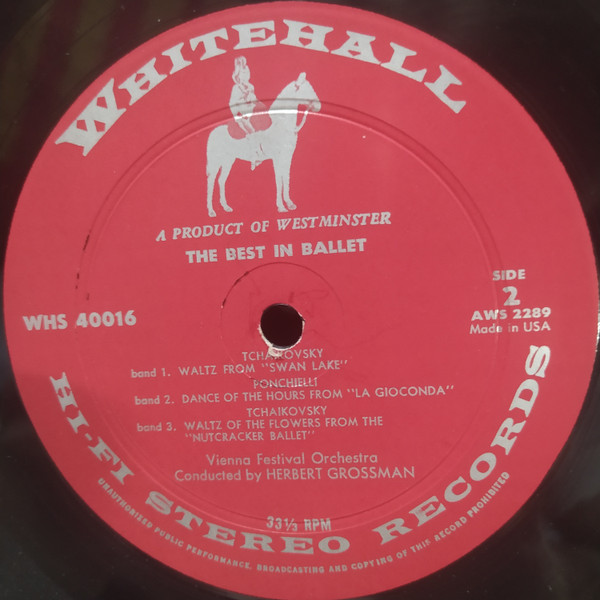 WHITEHALL
A PRODUCT OF WESTMINSTER
THE BEST IN BALLET
WHS 40016
SIDE
2
AWS 2289
Made in USA
TCHAIKOVSKY
band 1. WALTZ FROM "SWAN LAKE"
PONCHIELLI
band 2. DANCE OF THE HOURS FROM "LA GIOCONDA"
TCHAIKOVSKY
band 3. WALTZ OF THE FLOWERS FROM THE
"NUTCRACKER BALLET"
Vienna Festival Orchestra
Conducted by HERBERT GROSSMAN
33⅓ RPM
HI-FI STEREO RECORDS
UNAUTHORIZED PUBLIC PERFORMANCE, BROADCASTING AND COPYING OF THIS RECORD PROHIBITED